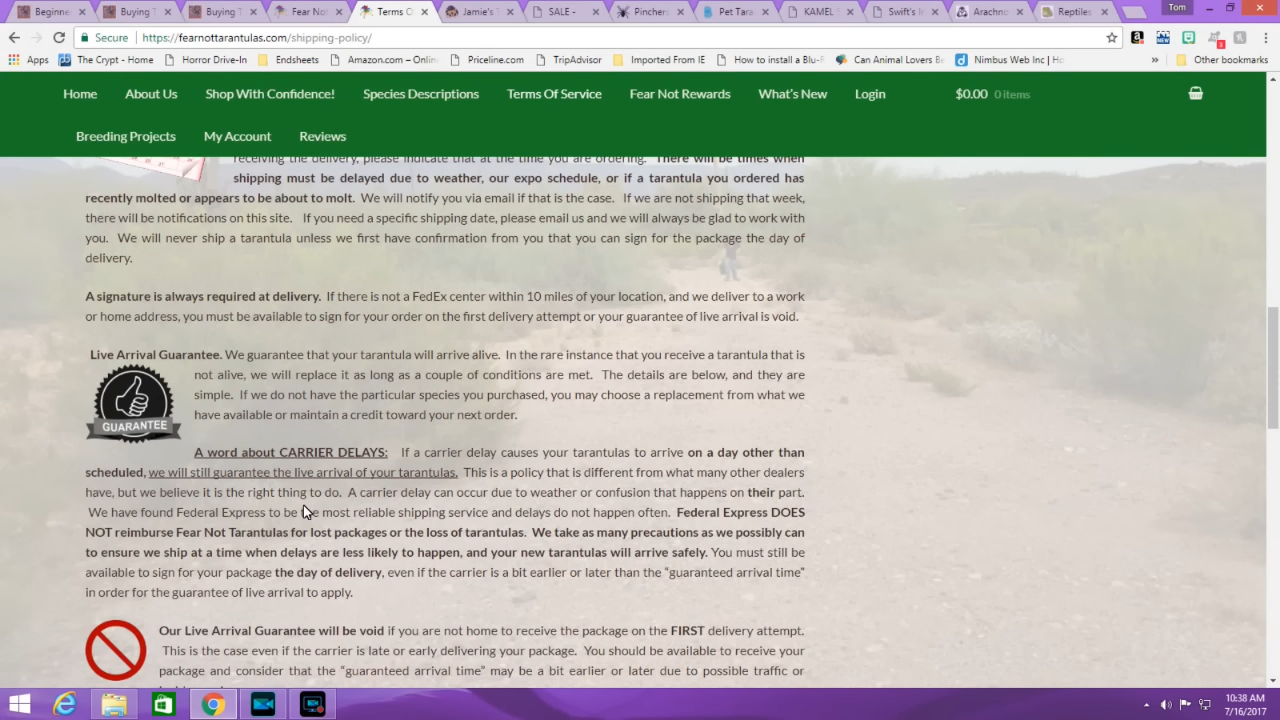 Beginne
Buying T
Buying T
Fear No
Terms O
Jamie's T
SALE -
Pinchers
Pet Tara
KAMEL S
Swift's I
Arachno
Reptiles
Tom
Secure
https://fearnottarantulas.com/shipping-policy/
Apps
The Crypt - Home
Horror Drive-In
Endsheets
Amazon.com – Onlin
Priceline.com
TripAdvisor
Imported From IE
How to install a Blu-R
Can Animal Lovers Be
Nimbus Web Inc | Ho
»
Other bookmarks
Home
About Us
Shop With Confidence!
Species Descriptions
Terms Of Service
Fear Not Rewards
What's New
Login
$0.00 0 items
Breeding Projects
My Account
Reviews
receiving the delivery, please indicate that at the time you are ordering. There will be times when
shipping must be delayed due to weather, our expo schedule, or if a tarantula you ordered has
recently molted or appears to be about to molt. We will notify you via email if that is the case. If we are not shipping that week,
there will be notifications on this site. If you need a specific shipping date, please email us and we will always be glad to work with
you. We will never ship a tarantula unless we first have confirmation from you that you can sign for the package the day of
delivery.
A signature is always required at delivery. If there is not a FedEx center within 10 miles of your location, and we deliver to a work
or home address, you must be available to sign for your order on the first delivery attempt or your guarantee of live arrival is void.
Live Arrival Guarantee. We guarantee that your tarantula will arrive alive. In the rare instance that you receive a tarantula that is
not alive, we will replace it as long as a couple of conditions are met. The details are below, and they are
simple. If we do not have the particular species you purchased, you may choose a replacement from what we
have available or maintain a credit toward your next order.
GUARANTEE
A word about CARRIER DELAYS: If a carrier delay causes your tarantulas to arrive on a day other than
scheduled, we will still guarantee the live arrival of your tarantulas. This is a policy that is different from what many other dealers
have, but we believe it is the right thing to do. A carrier delay can occur due to weather or confusion that happens on their part.
We have found Federal Express to be the most reliable shipping service and delays do not happen often. Federal Express DOES
NOT reimburse Fear Not Tarantulas for lost packages or the loss of tarantulas. We take as many precautions as we possibly can
to ensure we ship at a time when delays are less likely to happen, and your new tarantulas will arrive safely. You must still be
available to sign for your package the day of delivery, even if the carrier is a bit earlier or later than the “guaranteed arrival time”
in order for the guarantee of live arrival to apply.
Our Live Arrival Guarantee will be void if you are not home to receive the package on the FIRST delivery attempt.
This is the case even if the carrier is late or early delivering your package. You should be available to receive your
package and consider that the “guaranteed arrival time” may be a bit earlier or later due to possible traffic or
10:38 AM
7/16/2017